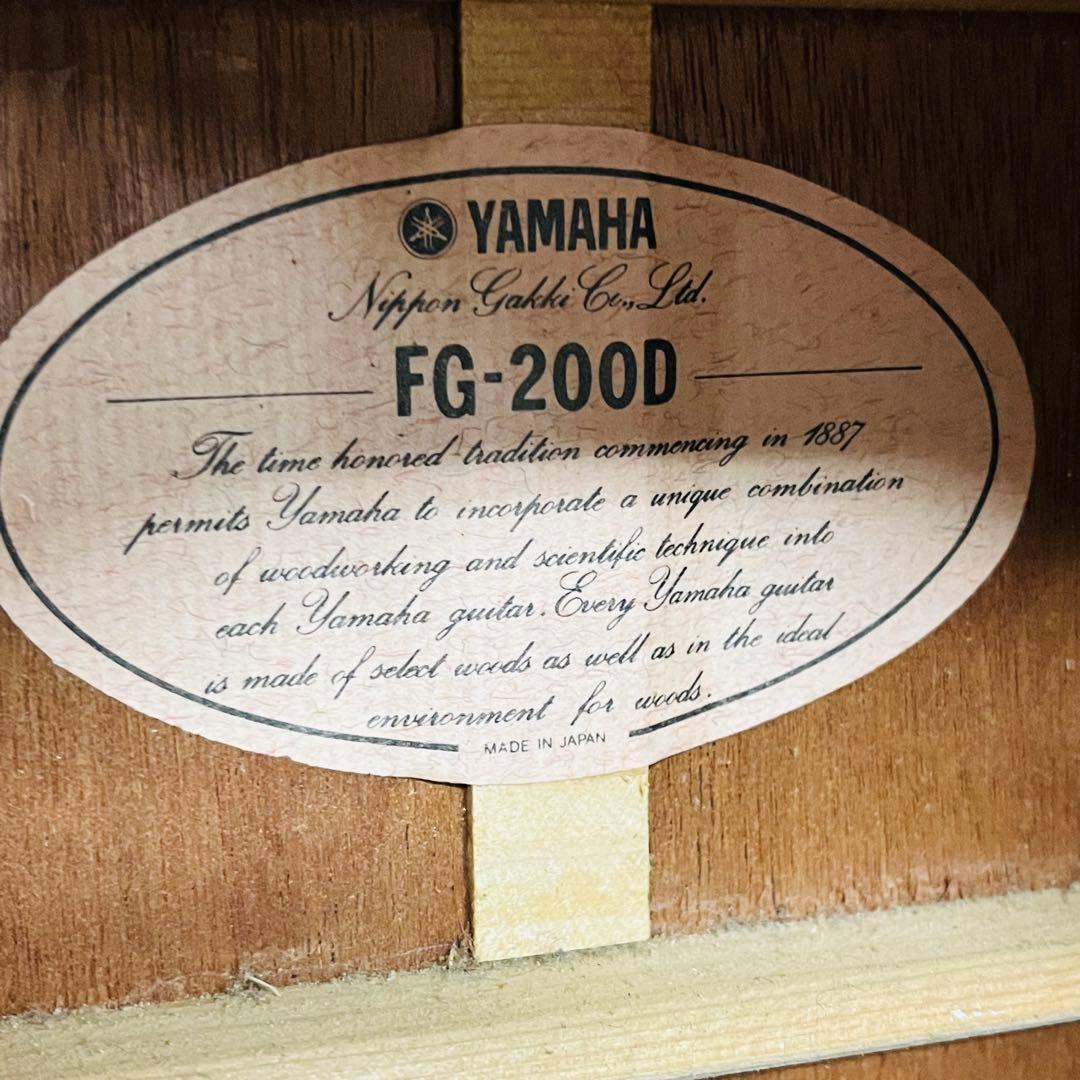 YAMAHA
Nippon Gakki Co., Ltd.
FG-200D
The time honored tradition commencing in 1887
permits Yamaha to incorporate a unique combination
of woodworking and scientific technique into
each Yamaha guitar. Every Yamaha guitar
is made of select woods as well as in the ideal
environment for woods.
MADE IN JAPAN